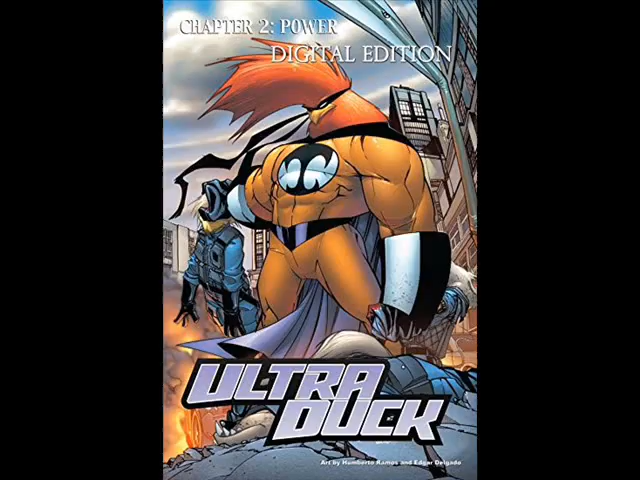 CHAPTER 2: POWER
DIGITAL EDITION
ULTRA
DUCK
Art by Humberto Ramos and Edgar Delgado